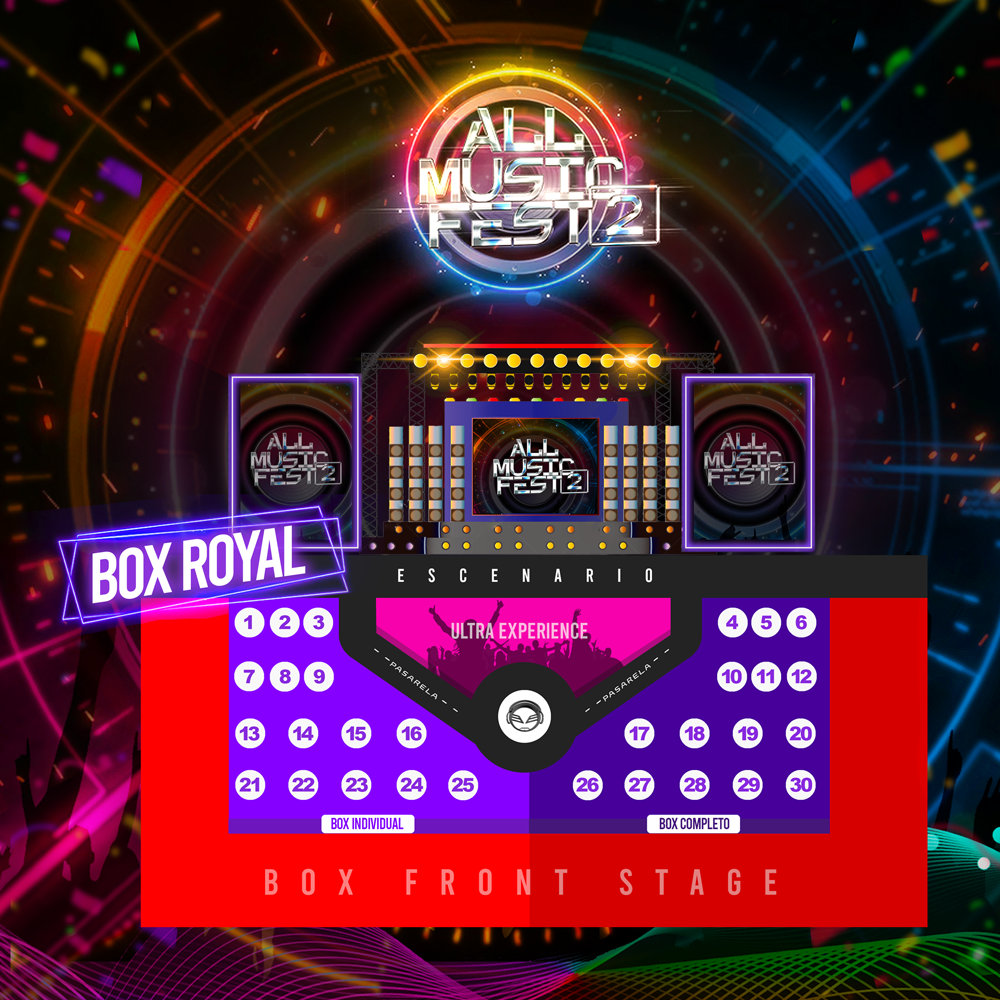 ALL
MUSIC
FEST 2
ALL
MUSIC
FEST 2
ALL
MUSIC
FEST 2
ALL
MUSIC
FEST 2
BOX ROYAL
ESCENARIO
ULTRA EXPERIENCE
1 2 3 4 5 6
--PASARELA-- --PASARELA--
7 8 9 10 11 12
13 14 15 16 17 18 19 20
21 22 23 24 25 26 27 28 29 30
BOX INDIVIDUAL BOX COMPLETO
BOX FRONT STAGE